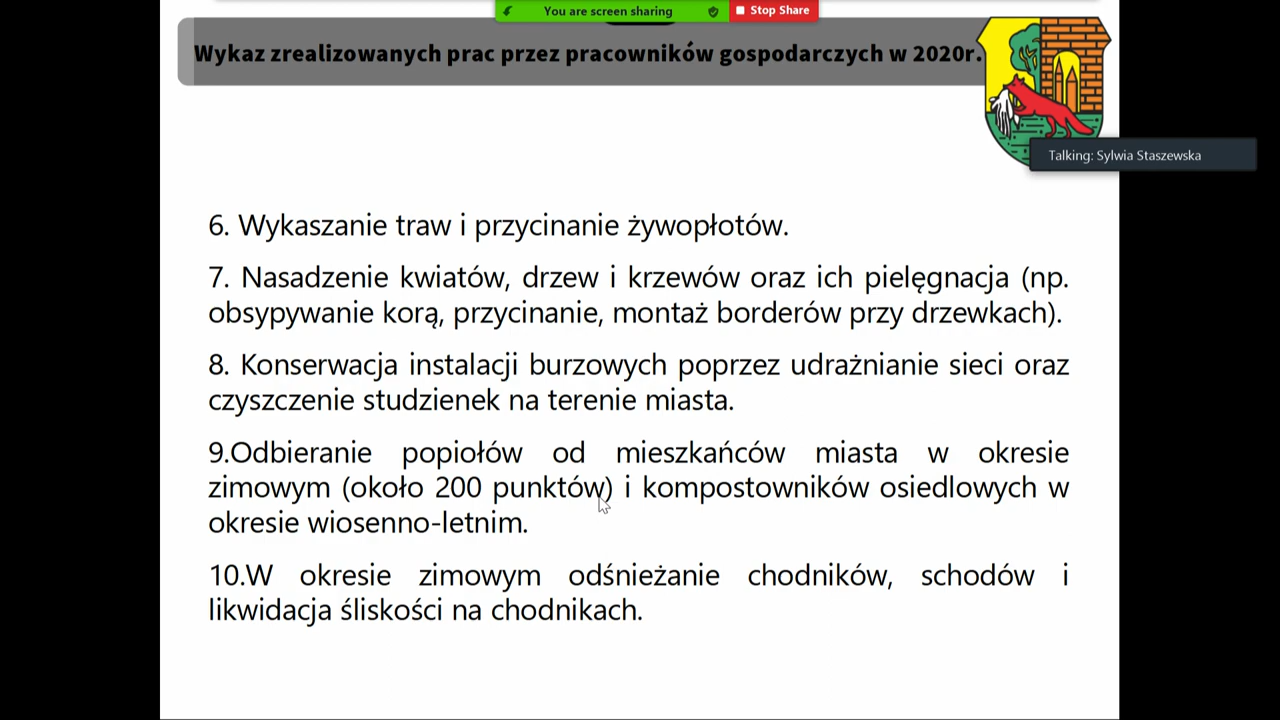 You are screen sharing
Stop Share
Wykaz zrealizowanych prac przez pracowników gospodarczych w 2020r.
Talking: Sylwia Staszewska
6. Wykaszanie traw i przycinanie żywopłotów.
7. Nasadzenie kwiatów, drzew i krzewów oraz ich pielęgnacja (np.
obsypywanie korą, przycinanie, montaż borderów przy drzewkach).
8. Konserwacja instalacji burzowych poprzez udrażnianie sieci oraz
czyszczenie studzienek na terenie miasta.
9.Odbieranie popiołów od mieszkańców miasta w okresie
zimowym (około 200 punktów) i kompostowników osiedlowych w
okresie wiosenno-letnim.
10.W okresie zimowym odśnieżanie chodników, schodów i
likwidacja śliskości na chodnikach.